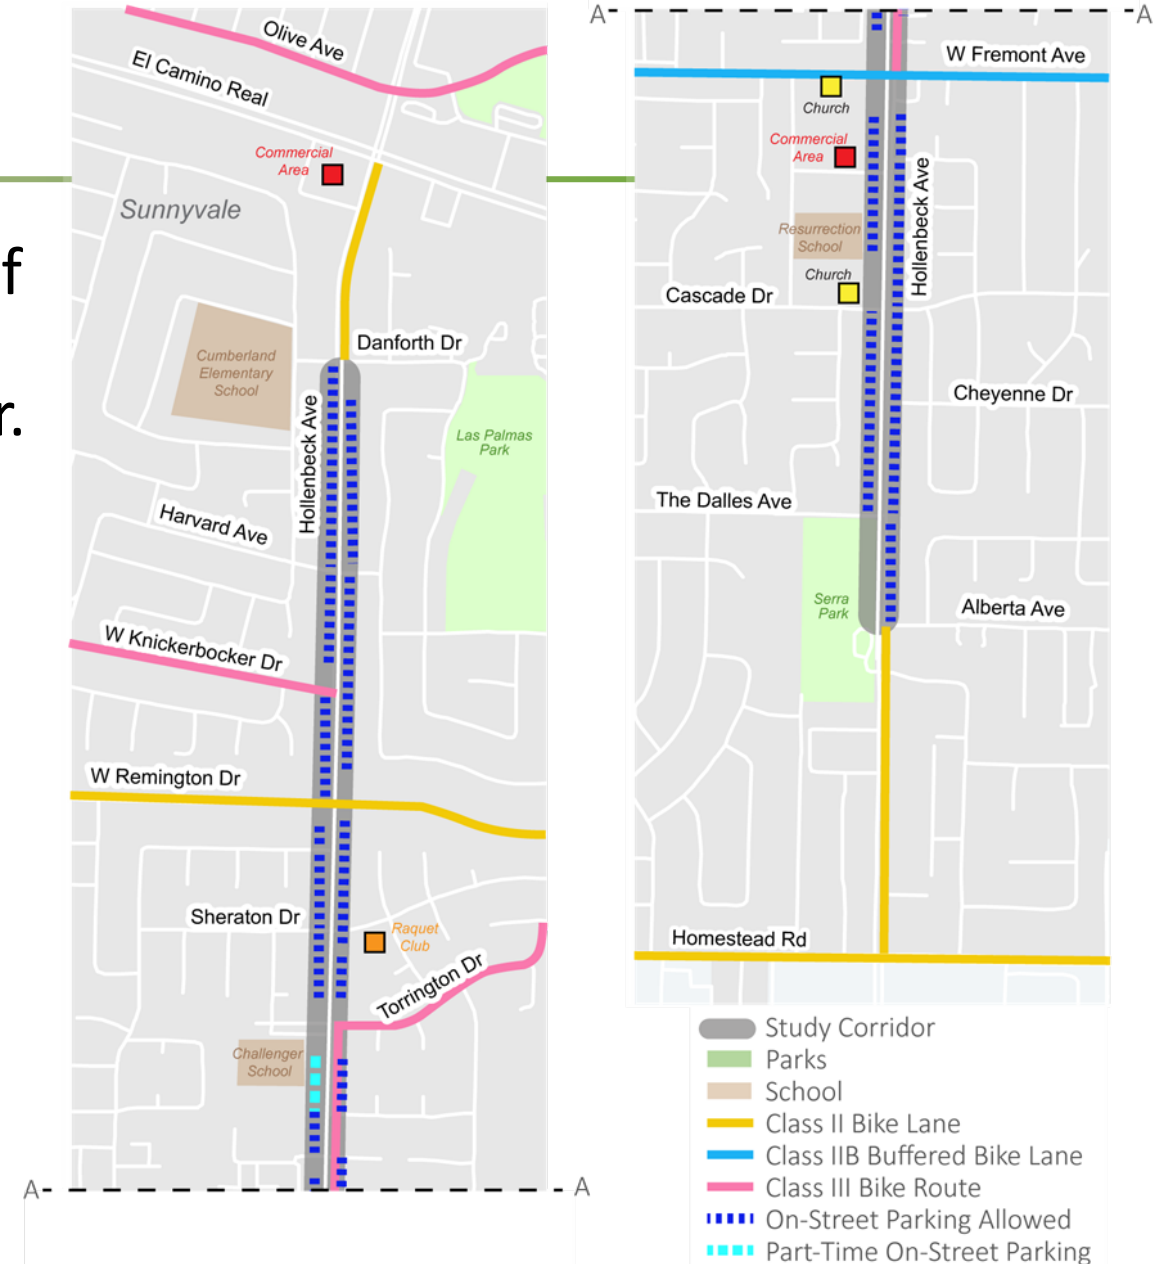 f
r.
Olive Ave
El Camino Real
Commercial
Area
Sunnyvale
Danforth Dr
Cumberland
Elementary
School
Hollenbeck Ave
Las Palmas
Park
Harvard Ave
W Knickerbocker Dr
W Remington Dr
Sheraton Dr
Raquet
Club
Torrington Dr
Challenger
School
A
A
A
A
W Fremont Ave
Church
Commercial
Area
Hollenbeck Ave
Resurrection
School
Church
Cascade Dr
Cheyenne Dr
The Dalles Ave
Serra
Park
Alberta Ave
Homestead Rd
Study Corridor
Parks
School
Class II Bike Lane
Class IIB Buffered Bike Lane
Class III Bike Route
On-Street Parking Allowed
Part-Time On-Street Parking